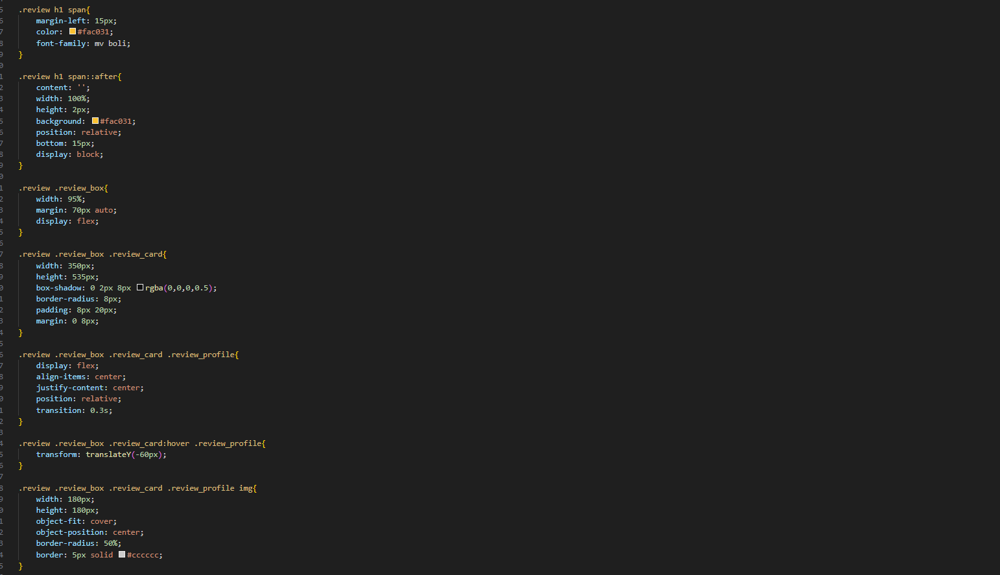 .review h1 span{
margin-left: 15px;
color: #fac031;
font-family: mv boli;
}
.review h1 span::after{
content: '';
width: 100%;
height: 2px;
background: #fac031;
position: relative;
bottom: 15px;
display: block;
}
.review .review_box{
width: 95%;
margin: 70px auto;
display: flex;
}
.review .review_box .review_card{
width: 350px;
height: 535px;
box-shadow: 0 2px 8px rgba(0,0,0,0.5);
border-radius: 8px;
padding: 8px 20px;
margin: 0 8px;
}
.review .review_box .review_card .review_profile{
display: flex;
align-items: center;
justify-content: center;
position: relative;
transition: 0.3s;
}
.review .review_box .review_card:hover .review_profile{
transform: translateY(-60px);
}
.review .review_box .review_card .review_profile img{
width: 180px;
height: 180px;
object-fit: cover;
object-position: center;
border-radius: 50%;
border: 5px solid #cccccc;
}